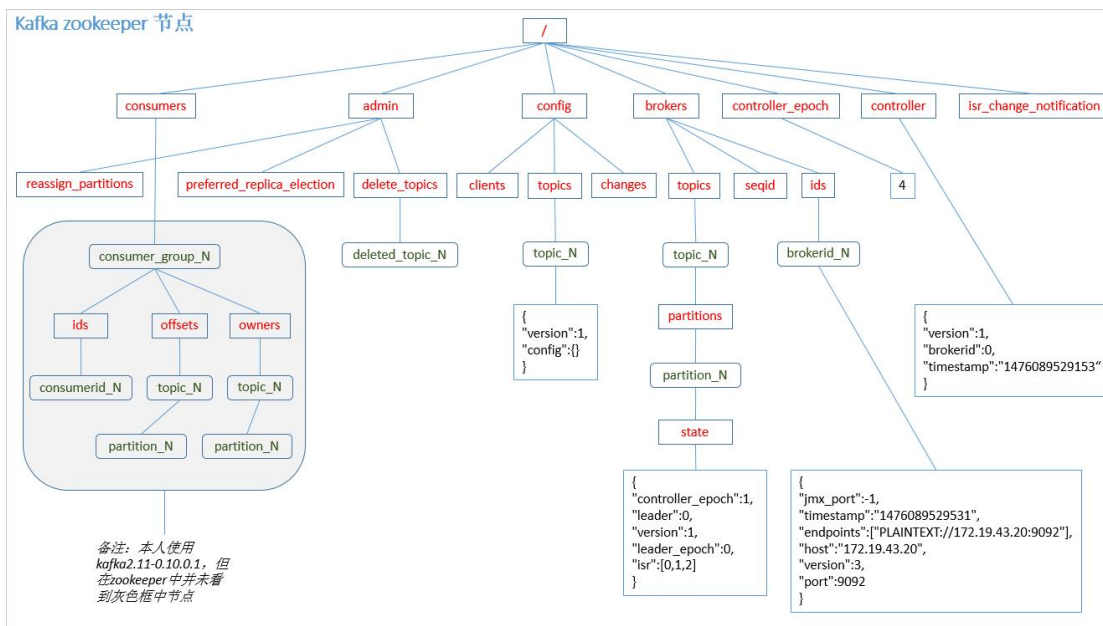 Kafka zookeeper 节点
/
consumers
admin
config
brokers
controller_epoch
controller
isr_change_notification
reassign_partitions
preferred_replica_election
delete_topics
clients
topics
changes
topics
seqid
ids
4
consumer_group_N
deleted_topic_N
topic_N
topic_N
brokerid_N
ids
offsets
owners
consumerid_N
topic_N
topic_N
partition_N
partition_N
备注：本人使用
kafka2.11-0.10.0.1，但
在zookeeper中并未看
到灰色框中节点
{
"version":1,
"config":{}
}
partitions
partition_N
state
{
"controller_epoch":1,
"leader":0,
"version":1,
"leader_epoch":0,
"isr":[0,1,2]
}
{
"version":1,
"brokerid":0,
"timestamp":"1476089529153“
}
{
"jmx_port":-1,
"timestamp":"1476089529531",
"endpoints":["PLAINTEXT://172.19.43.20:9092"],
"host":"172.19.43.20",
"version":3,
"port":9092
}